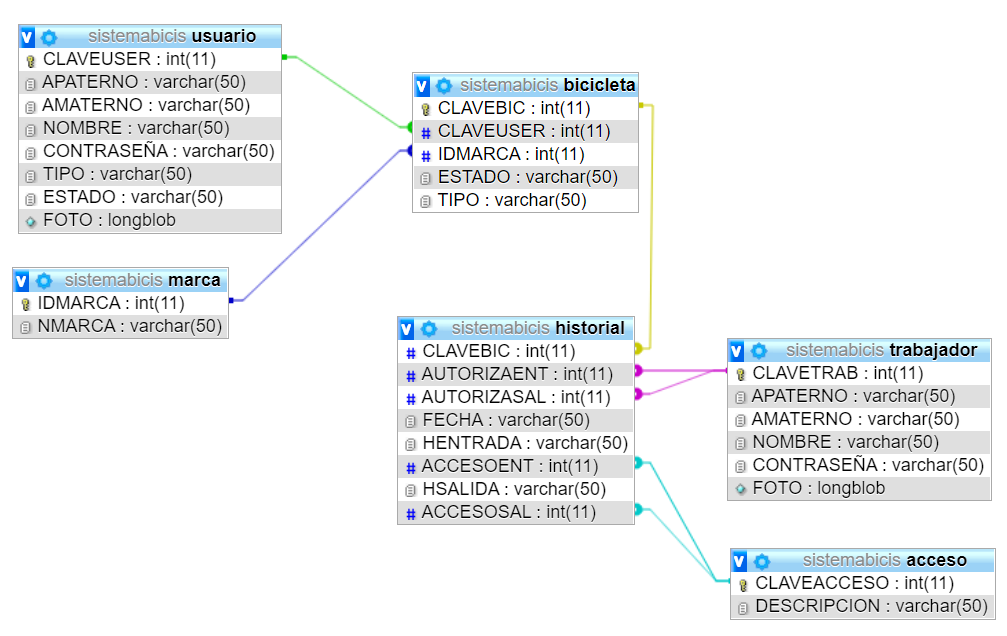 sistemabicis usuario
CLAVEUSER : int(11)
APATERNO : varchar(50)
AMATERNO : varchar(50)
NOMBRE : varchar(50)
CONTRASEÑA : varchar(50)
TIPO : varchar(50)
ESTADO : varchar(50)
FOTO : longblob
sistemabicis bicicleta
CLAVEBIC : int(11)
# CLAVEUSER : int(11)
# IDMARCA : int(11)
ESTADO : varchar(50)
TIPO : varchar(50)
sistemabicis marca
IDMARCA : int(11)
NMARCA : varchar(50)
sistemabicis historial
# CLAVEBIC : int(11)
# AUTORIZAENT : int(11)
# AUTORIZASAL : int(11)
FECHA : varchar(50)
HENTRADA : varchar(50)
# ACCESOENT : int(11)
HSALIDA : varchar(50)
# ACCESOSAL : int(11)
sistemabicis trabajador
CLAVETRAB : int(11)
APATERNO : varchar(50)
AMATERNO : varchar(50)
NOMBRE : varchar(50)
CONTRASEÑA : varchar(50)
FOTO : longblob
sistemabicis acceso
CLAVEACCESO : int(11)
DESCRIPCION : varchar(50)